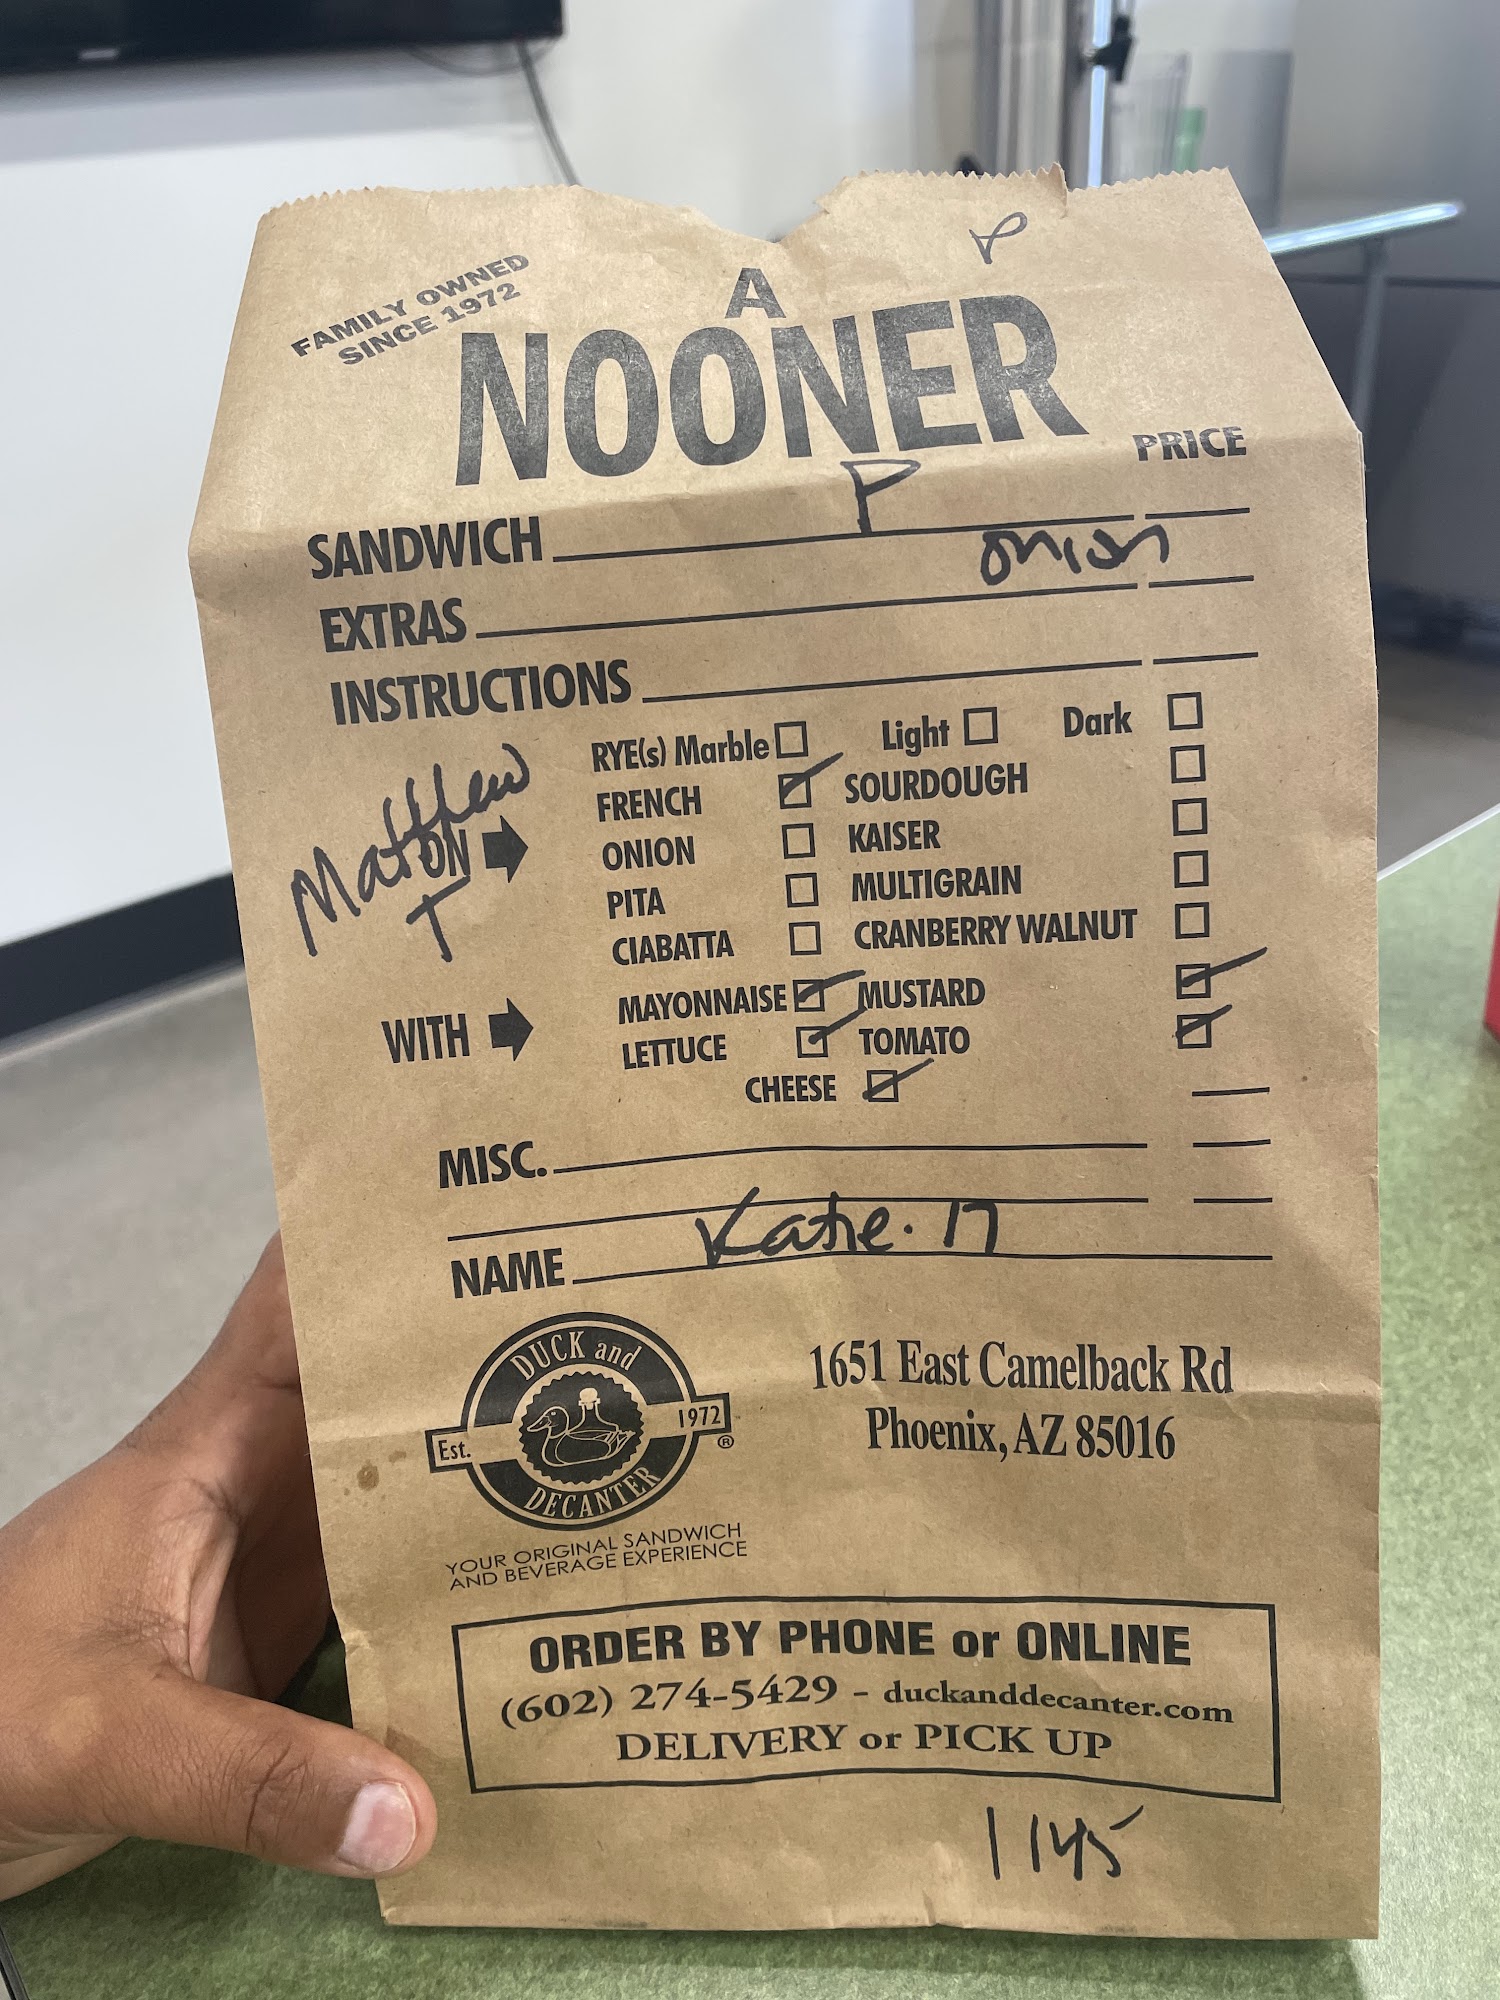 P
FAMILY OWNED
SINCE 1972
A
NOONER
PRICE
SANDWICH P
onion
EXTRAS
INSTRUCTIONS
RYE(s) Marble Light Dark
FRENCH SOURDOUGH
Matthew
T
ON
ONION KAISER
PITA MULTIGRAIN
CIABATTA CRANBERRY WALNUT
WITH
MAYONNAISE MUSTARD
LETTUCE TOMATO
CHEESE
MISC.
NAME Katie. 17
DUCK and
DECANTER
Est. 1972 ®
YOUR ORIGINAL SANDWICH
AND BEVERAGE EXPERIENCE
1651 East Camelback Rd
Phoenix, AZ 85016
ORDER BY PHONE or ONLINE
(602) 274-5429 - duckanddecanter.com
DELIVERY or PICK UP
1145